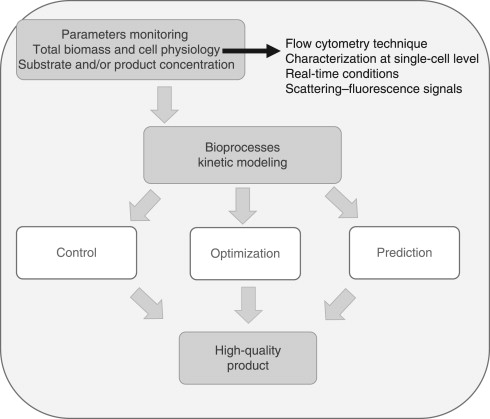 Parameters monitoring
Total biomass and cell physiology
Substrate and/or product concentration
Flow cytometry technique
Characterization at single-cell level
Real-time conditions
Scattering–fluorescence signals
Bioprocesses
kinetic modeling
Control
Optimization
Prediction
High-quality
product